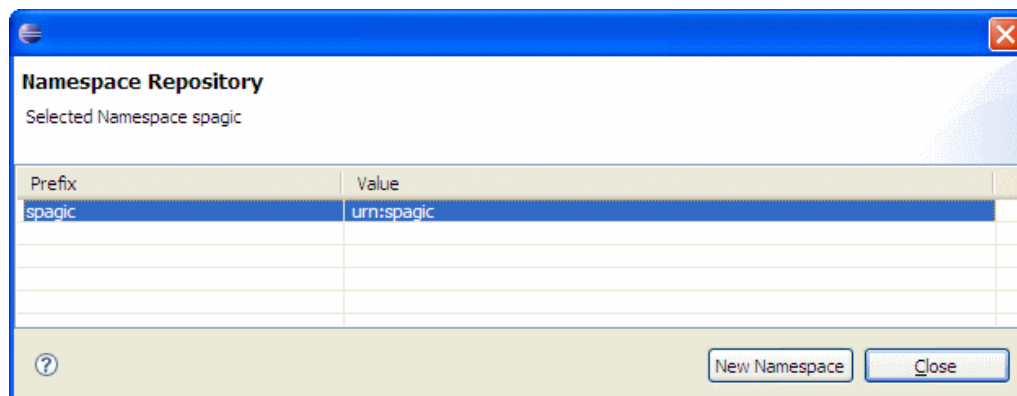 Namespace Repository
Selected Namespace spagic
Prefix Value
spagic urn:spagic
? New Namespace Close